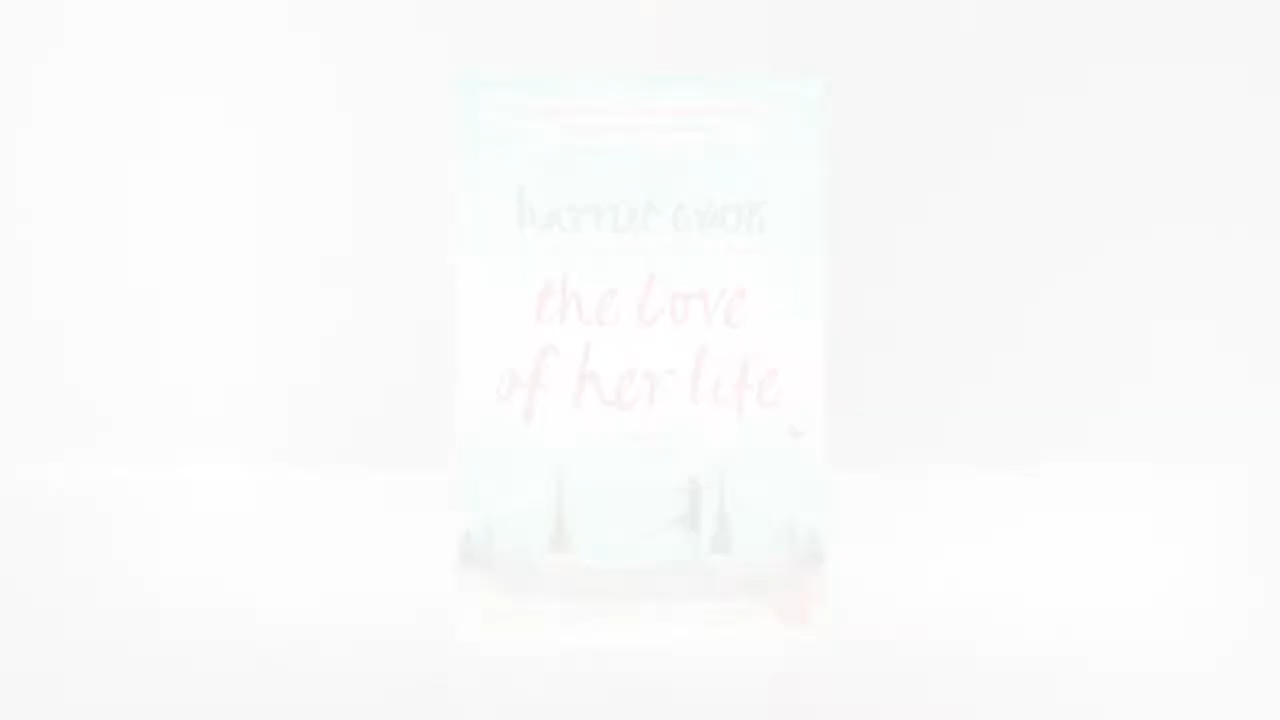 harriet evans
the love
of her life